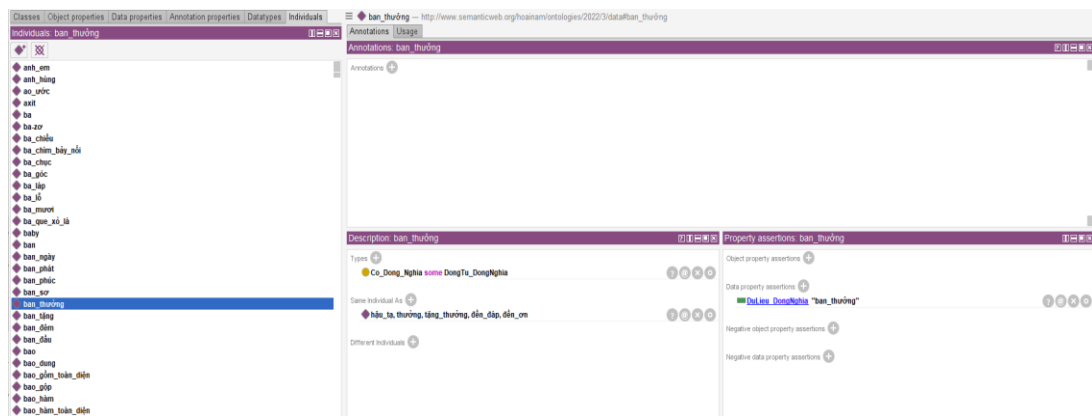 Classes Object properties Data properties Annotation properties Datatypes Individuals
Individuals: ban_thưởng
anh_em
anh_hùng
ao_ước
axit
ba
ba-zơ
ba_chiều
ba_chìm_bảy_nổi
ba_chục
ba_góc
ba_láp
ba_lỗ
ba_mươi
ba_que_xỏ_lá
baby
ban
ban_ngày
ban_phát
ban_phúc
ban_sơ
ban_thưởng
ban_tặng
ban_đêm
ban_đầu
bao
bao_dung
bao_gồm_toàn_diện
bao_gộp
bao_hàm
bao_hàm_toàn_diện
ban_thưởng — http://www.semanticweb.org/hoainam/ontologies/2022/3/data#ban_thưởng
Annotations Usage
Annotations: ban_thưởng
Annotations
Description: ban_thưởng
Types
Co_Dong_Nghia some DongTu_DongNghia
Same Individual As
hậu_tạ, thưởng, tặng_thưởng, đền_đáp, đền_ơn
Different Individuals
Property assertions: ban_thưởng
Object property assertions
Data property assertions
DuLieu_DongNghia "ban_thưởng"
Negative object property assertions
Negative data property assertions